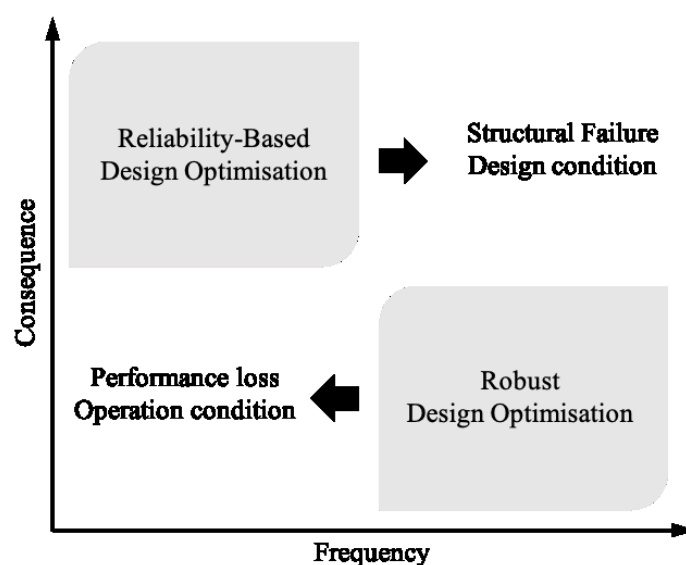 Reliability-Based
Design Optimisation
Structural Failure
Design condition
Consequence
Performance loss
Operation condition
Robust
Design Optimisation
Frequency